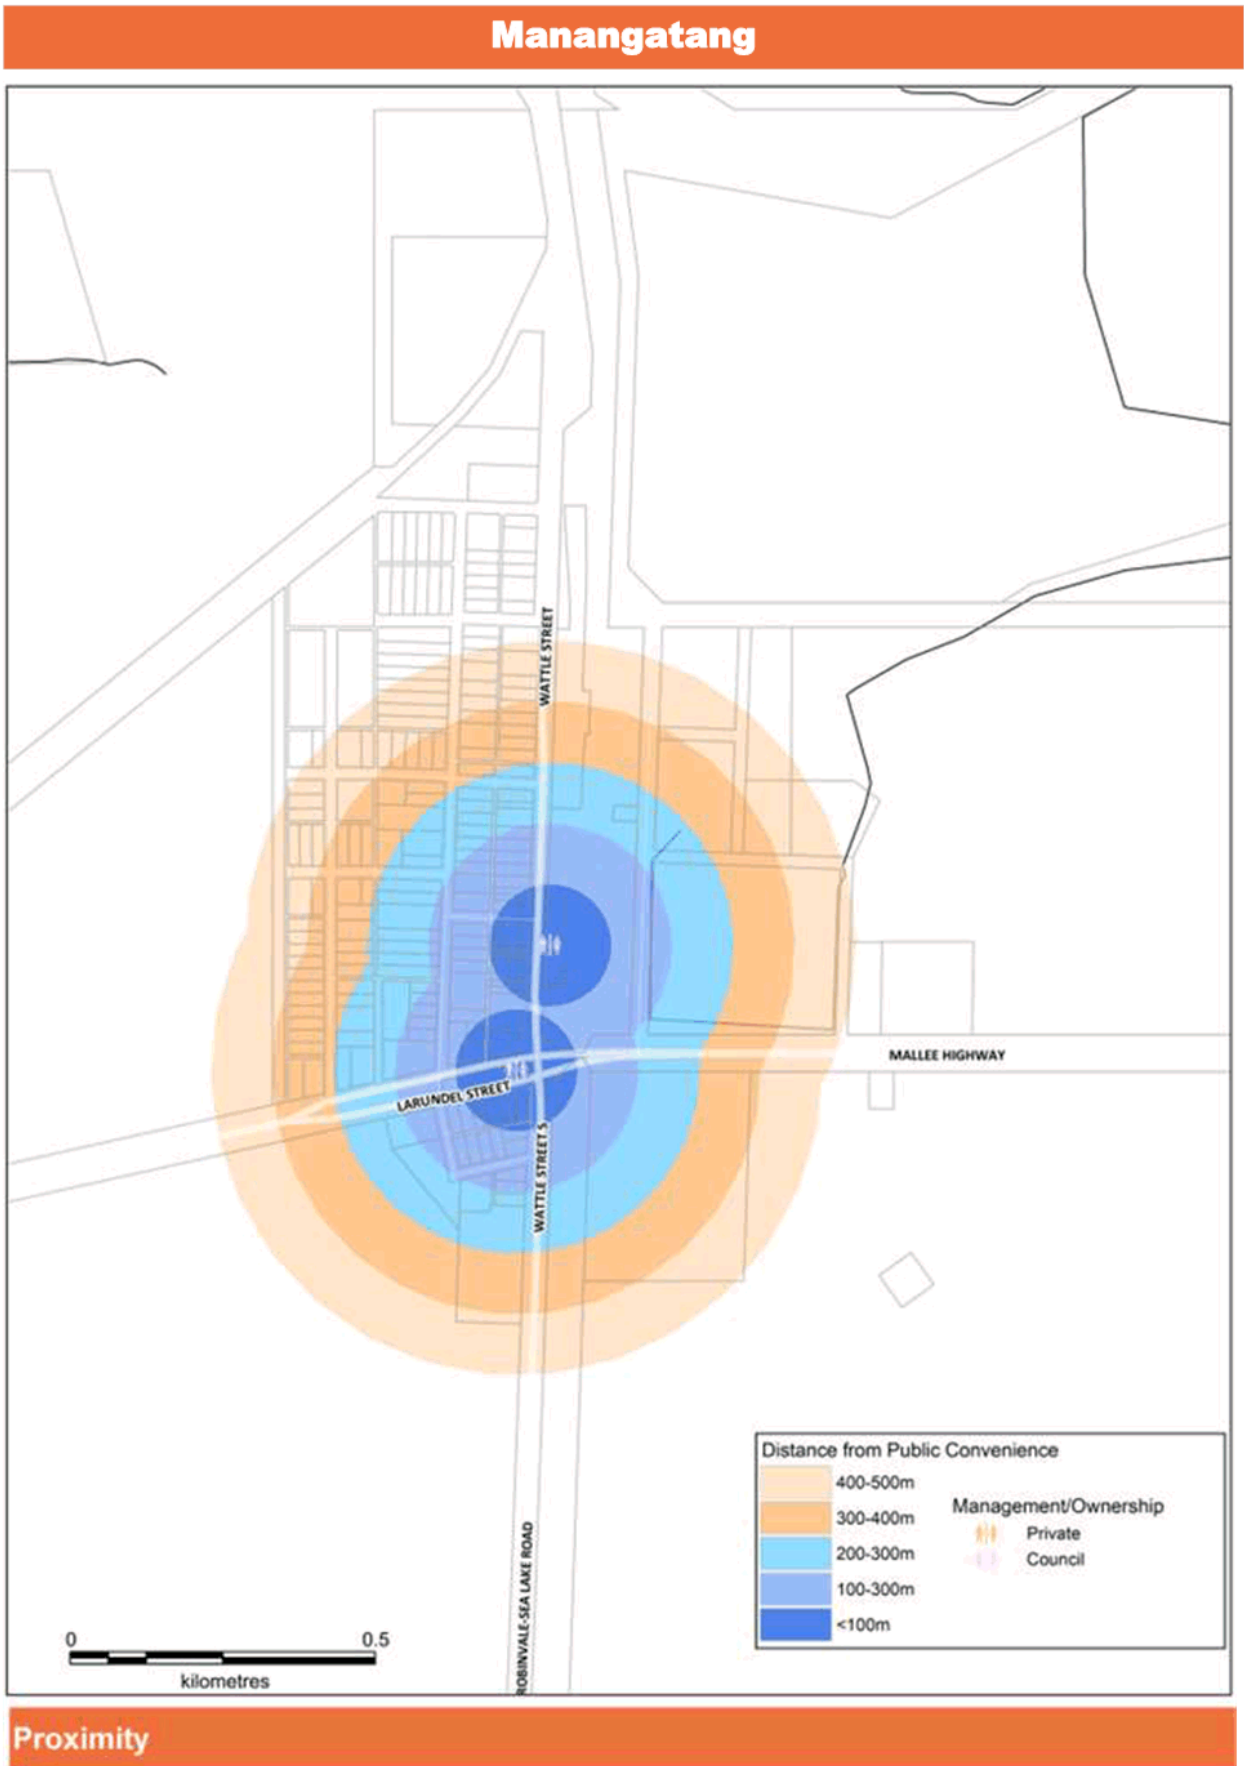 Manangatang
WATTLE STREET
MALLEE HIGHWAY
LARUNDEL STREET
WATTLE STREET S
ROBINVALE-SEA LAKE ROAD
Distance from Public Convenience
400-500m
300-400m
200-300m
100-300m
<100m
Management/Ownership
Private
Council
0 0.5
kilometres
Proximity